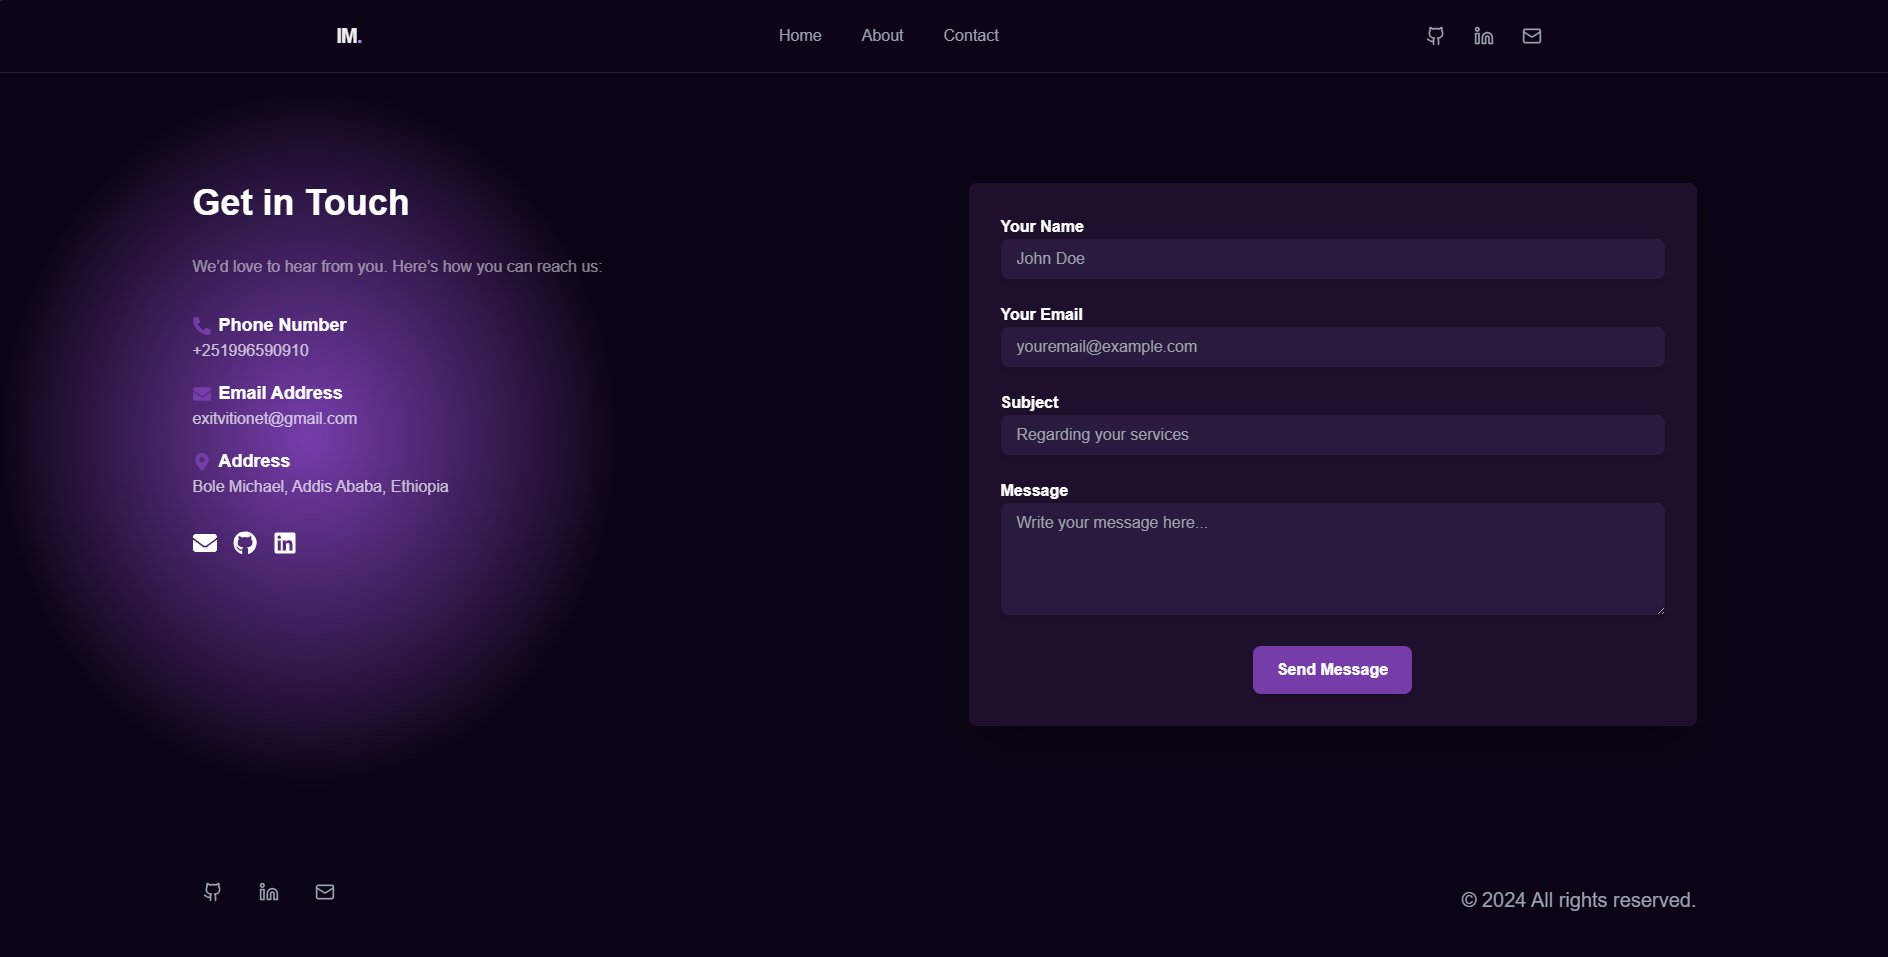 IM.
Home
About
Contact
Get in Touch
We’d love to hear from you. Here’s how you can reach us:
Phone Number
+251996590910
Email Address
exitvitionet@gmail.com
Address
Bole Michael, Addis Ababa, Ethiopia
Your Name
John Doe
Your Email
youremail@example.com
Subject
Regarding your services
Message
Write your message here...
Send Message
© 2024 All rights reserved.